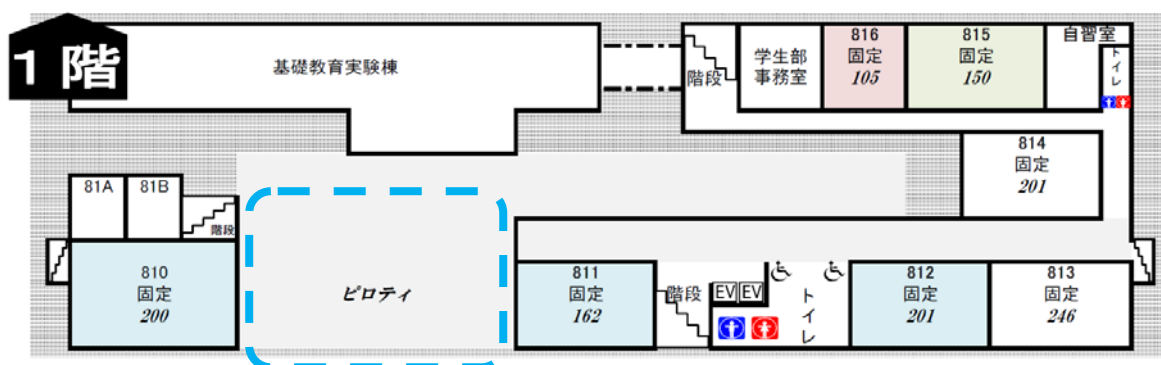 1 階
基礎教育実験棟
階段
学生部
事務室
816
固定
105
815
固定
150
自習室
トイレ
814
固定
201
81A
81B
階段
810
固定
200
ピロティ
811
固定
162
階段
EV EV
トイレ
812
固定
201
813
固定
246